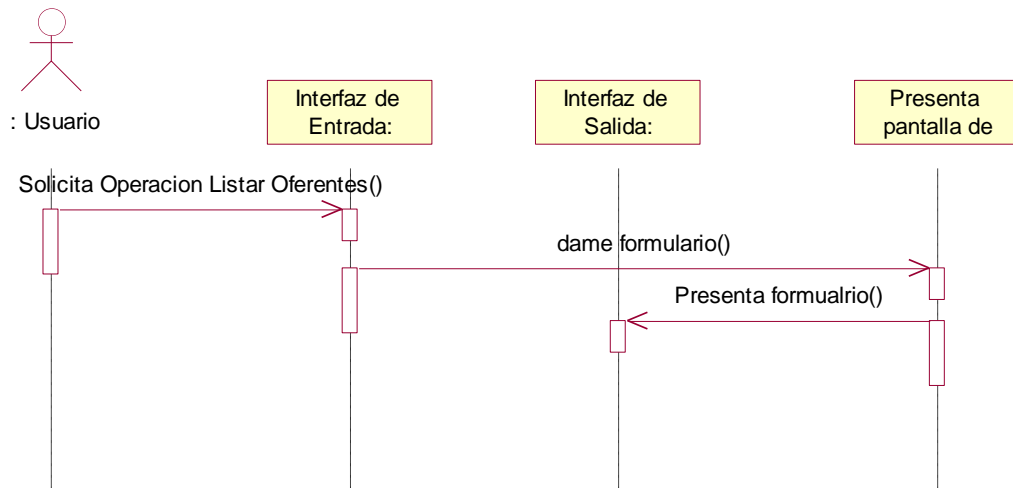 : Usuario
Interfaz de
Entrada:
Interfaz de
Salida:
Presenta
pantalla de
Solicita Operacion Listar Oferentes()
dame formulario()
Presenta formualrio()